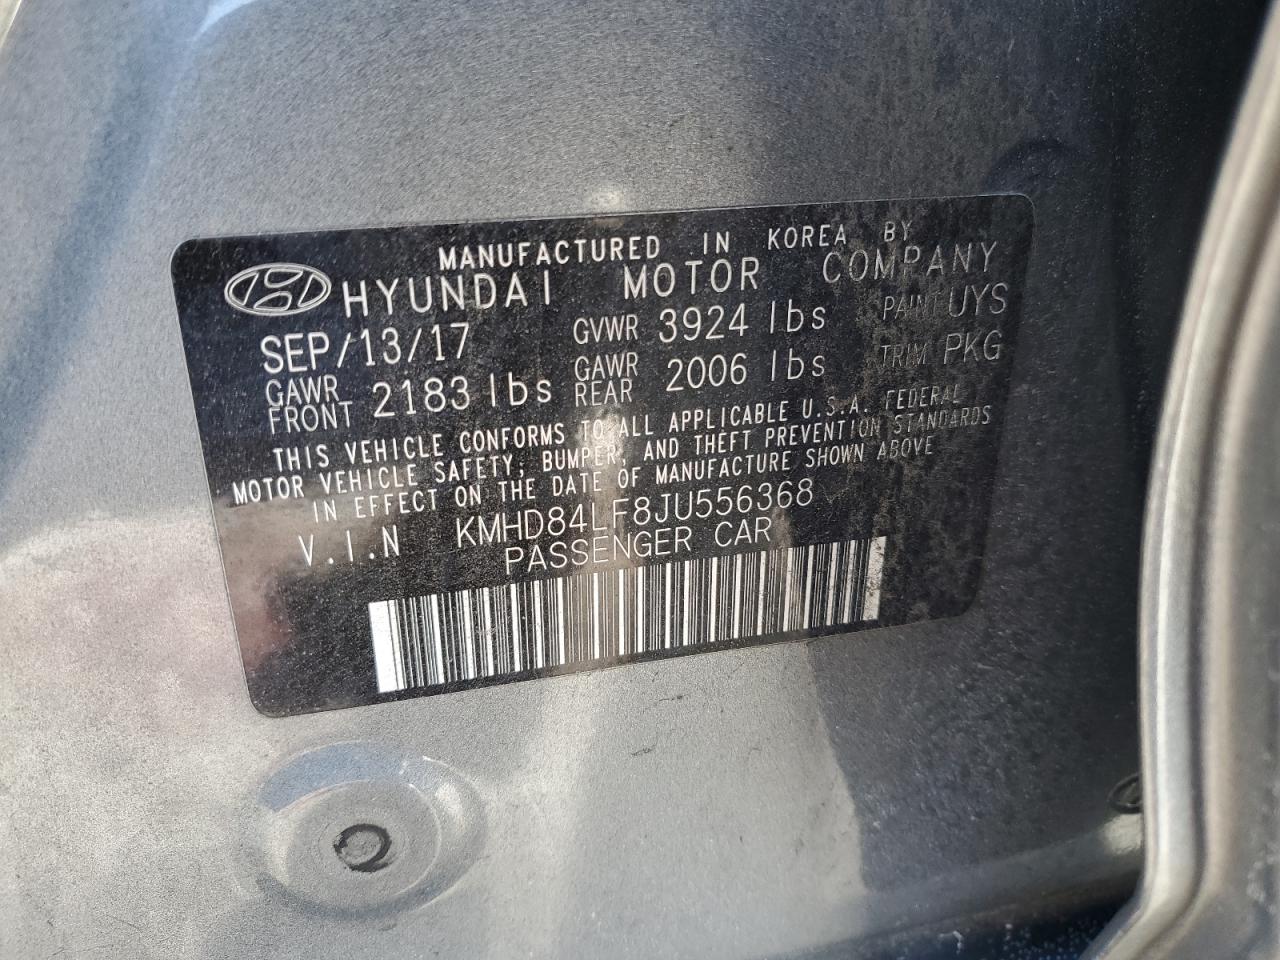 MANUFACTURED IN KOREA BY
HYUNDAI MOTOR COMPANY
SEP/13/17 GVWR 3924 lbs PAINT UYS
GAWR FRONT 2183 lbs GAWR REAR 2006 lbs TRIM PKG
THIS VEHICLE CONFORMS TO ALL APPLICABLE U.S.A. FEDERAL
MOTOR VEHICLE SAFETY, BUMPER, AND THEFT PREVENTION STANDARDS
IN EFFECT ON THE DATE OF MANUFACTURE SHOWN ABOVE
V.I.N KMHD84LF8JU556368
PASSENGER CAR